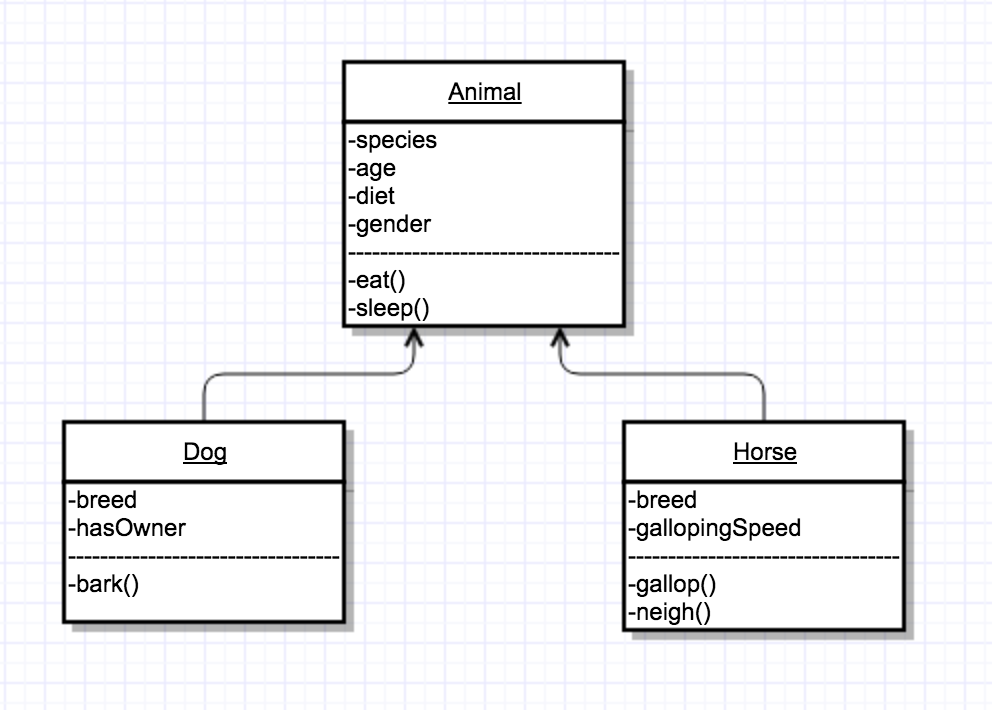 Animal
-species
-age
-diet
-gender
-eat()
-sleep()
Dog
-breed
-hasOwner
-bark()
Horse
-breed
-gallopingSpeed
-gallop()
-neigh()